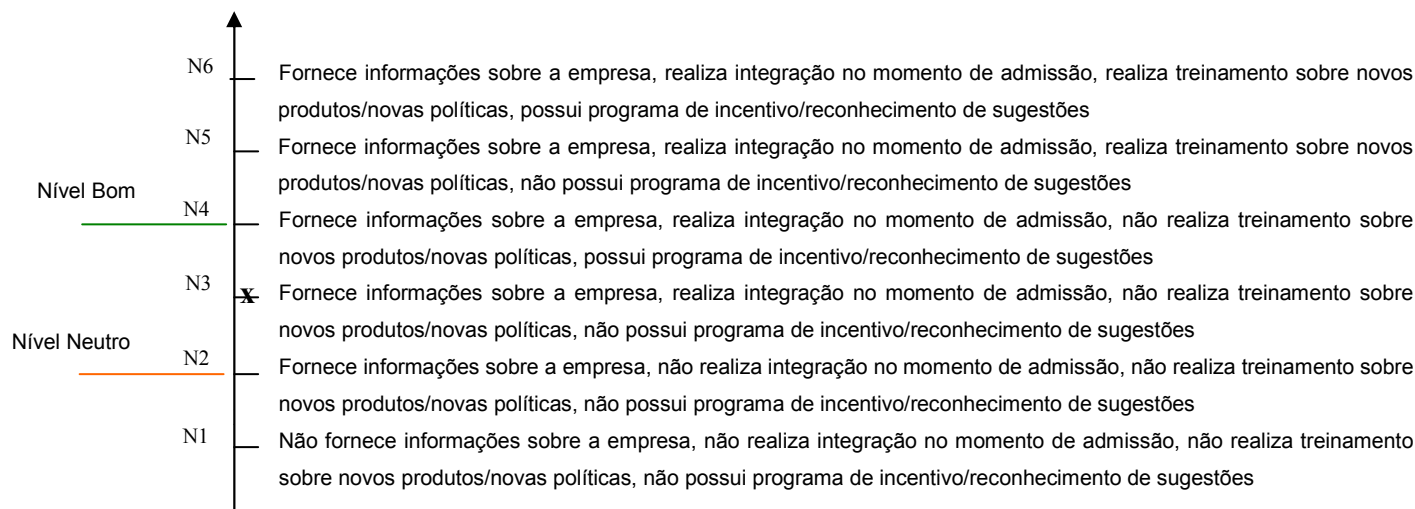 N6 Fornece informações sobre a empresa, realiza integração no momento de admissão, realiza treinamento sobre novos
produtos/novas políticas, possui programa de incentivo/reconhecimento de sugestões
N5 Fornece informações sobre a empresa, realiza integração no momento de admissão, realiza treinamento sobre novos
produtos/novas políticas, não possui programa de incentivo/reconhecimento de sugestões
Nível Bom
N4 Fornece informações sobre a empresa, realiza integração no momento de admissão, não realiza treinamento sobre
novos produtos/novas políticas, possui programa de incentivo/reconhecimento de sugestões
N3 X Fornece informações sobre a empresa, realiza integração no momento de admissão, não realiza treinamento sobre
novos produtos/novas políticas, não possui programa de incentivo/reconhecimento de sugestões
Nível Neutro
N2 Fornece informações sobre a empresa, não realiza integração no momento de admissão, não realiza treinamento sobre
novos produtos/novas políticas, não possui programa de incentivo/reconhecimento de sugestões
N1 Não fornece informações sobre a empresa, não realiza integração no momento de admissão, não realiza treinamento
sobre novos produtos/novas políticas, não possui programa de incentivo/reconhecimento de sugestões